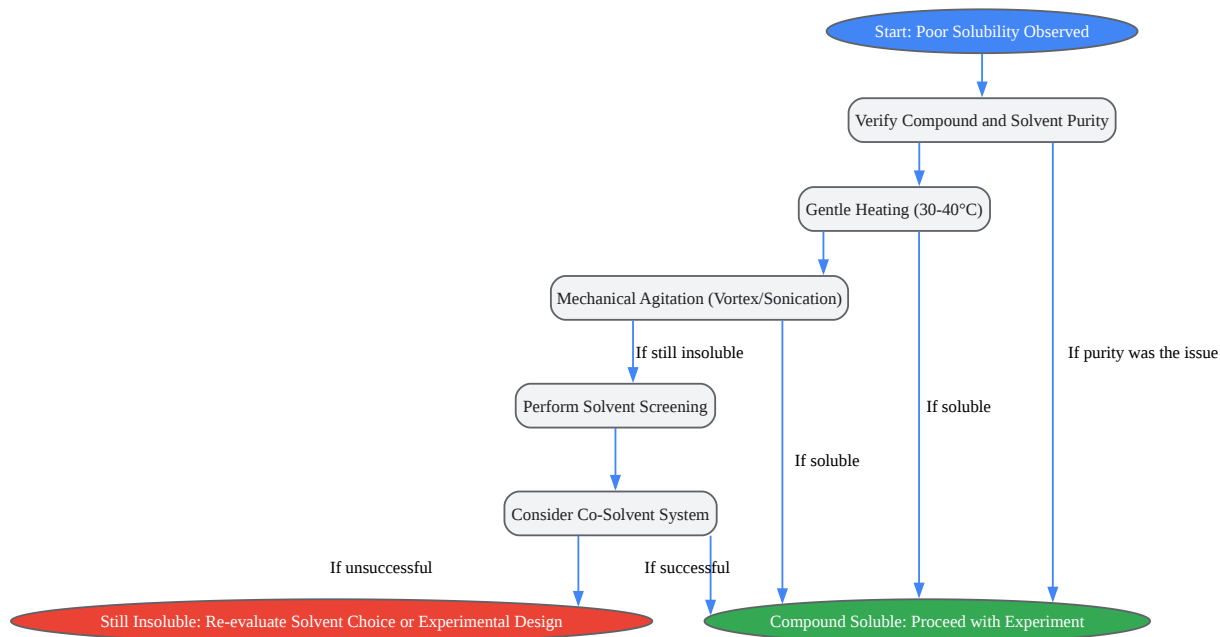 Start: Poor Solubility Observed
Verify Compound and Solvent Purity
Gentle Heating (30-40°C)
Mechanical Agitation (Vortex/Sonication)
If still insoluble
If purity was the issue
Perform Solvent Screening
If soluble
If soluble
Consider Co-Solvent System
If unsuccessful
If successful
Still Insoluble: Re-evaluate Solvent Choice or Experimental Design
Compound Soluble: Proceed with Experiment